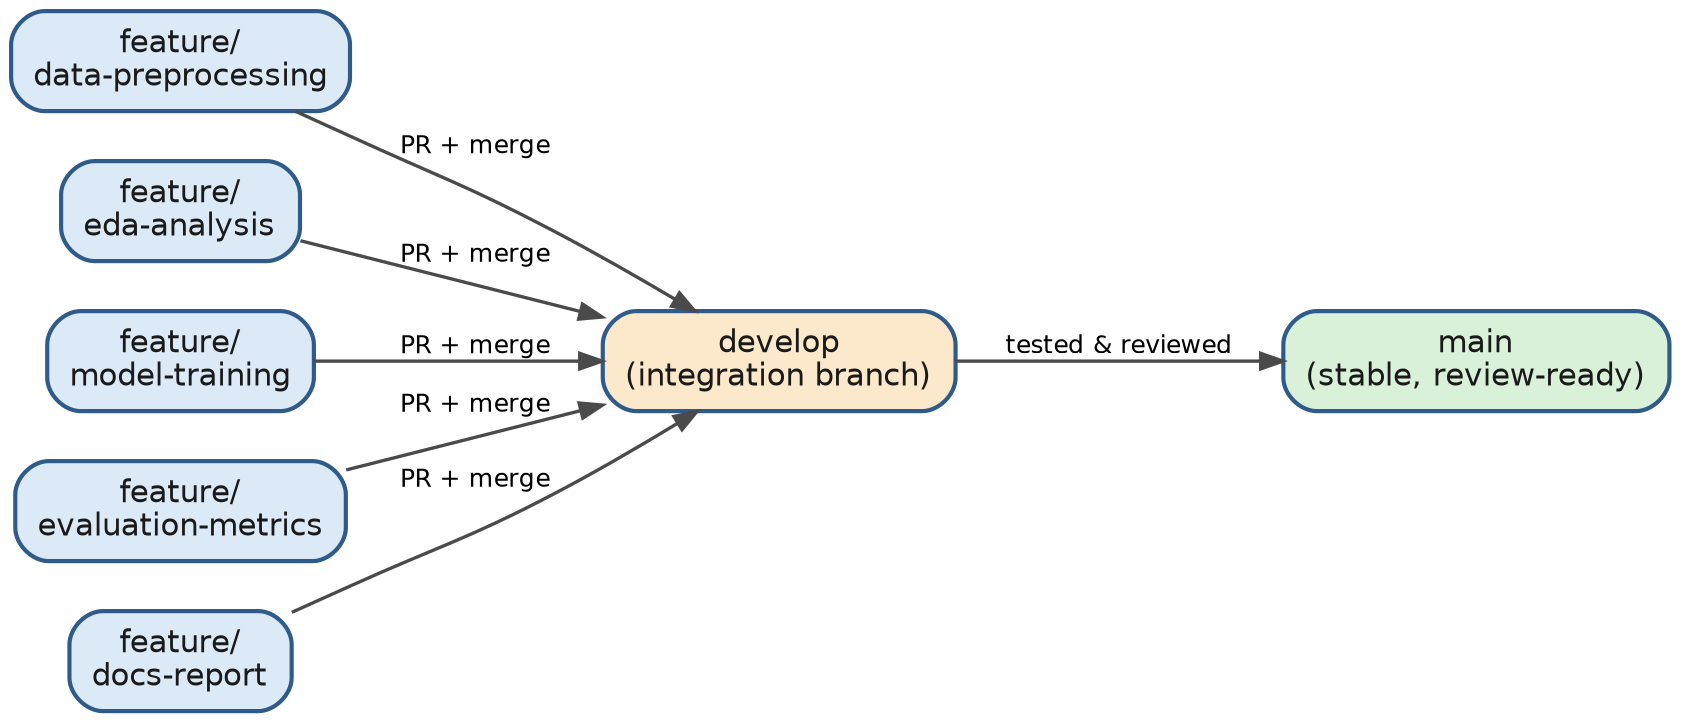 feature/
data-preprocessing
PR + merge
feature/
eda-analysis
PR + merge
feature/
model-training
PR + merge
develop
(integration branch)
tested & reviewed
main
(stable, review-ready)
PR + merge
feature/
evaluation-metrics
PR + merge
feature/
docs-report